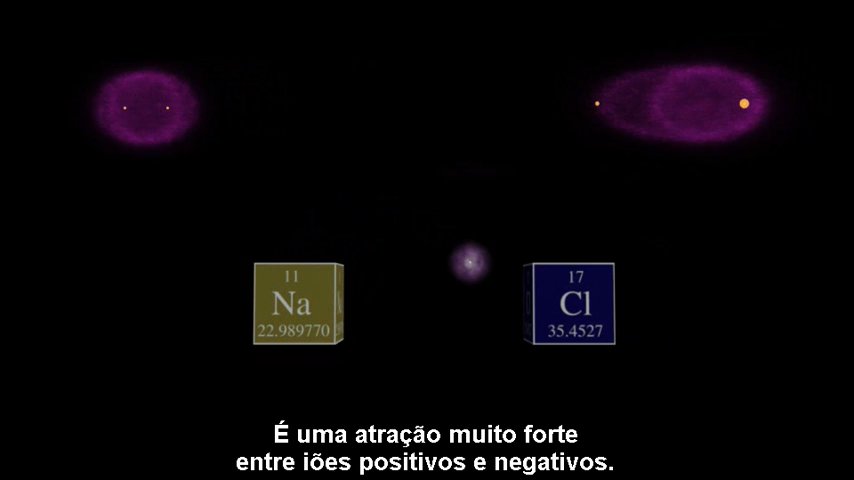 11
Na
22.989770
17
Cl
35.4527
É uma atração muito forte
entre iões positivos e negativos.